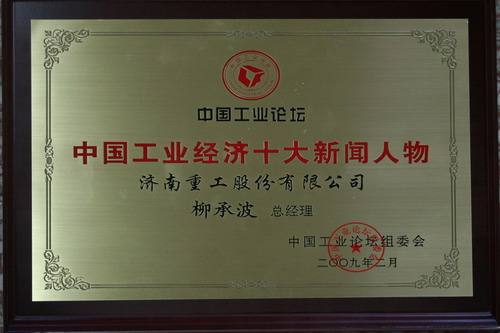 中国工业论坛
中国工业经济十大新闻人物
济南重工股份有限公司
柳承波 总经理
中国工业论坛组委会
二〇〇九年二月